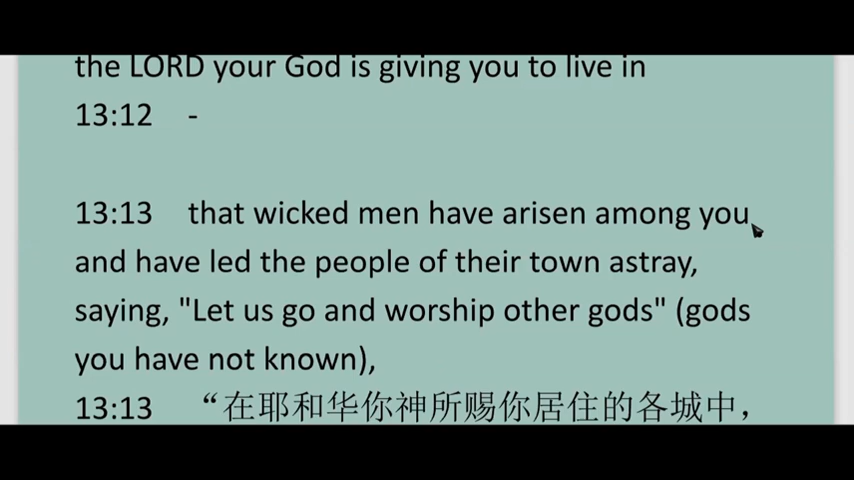 the LORD your God is giving you to live in
13:12 -
13:13 that wicked men have arisen among you
and have led the people of their town astray,
saying, "Let us go and worship other gods" (gods
you have not known),
13:13 “在耶和华你神所赐你居住的各城中，